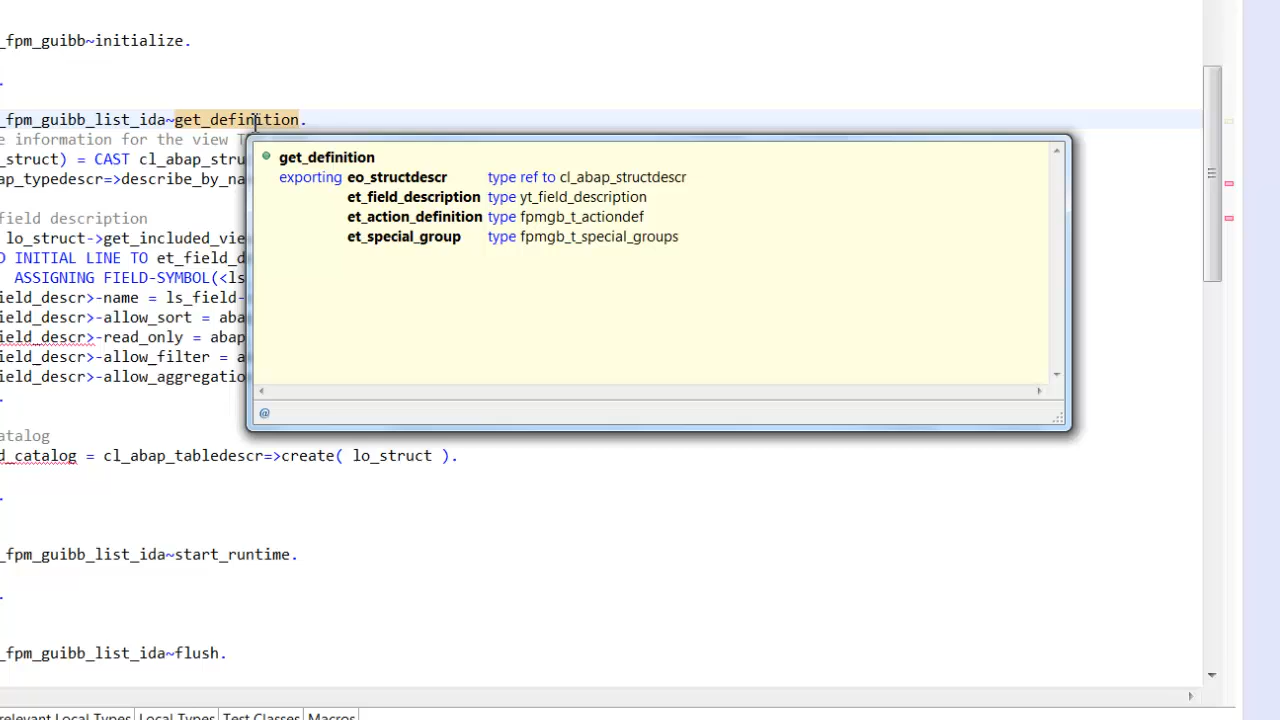 _fpm_guibb~initialize.
.
_fpm_guibb_list_ida~get_definition.
e information for the view T
_struct) = CAST cl_abap_stru
ap_typedescr=>describe_by_na
field description
lo_struct->get_included_vie
D INITIAL LINE TO et_field_d
ASSIGNING FIELD-SYMBOL(<ls
ield_descr>-name = ls_field-
ield_descr>-allow_sort = aba
ield_descr>-read_only = abap
ield_descr>-allow_filter = a
ield_descr>-allow_aggregatio
.
atalog
d_catalog = cl_abap_tabledescr=>create( lo_struct ).
.
_fpm_guibb_list_ida~start_runtime.
.
_fpm_guibb_list_ida~flush.
get_definition
exporting eo_structdescr type ref to cl_abap_structdescr
et_field_description type yt_field_description
et_action_definition type fpmgb_t_actiondef
et_special_group type fpmgb_t_special_groups
@
relevant Local Types Local Types Test Classes Macros